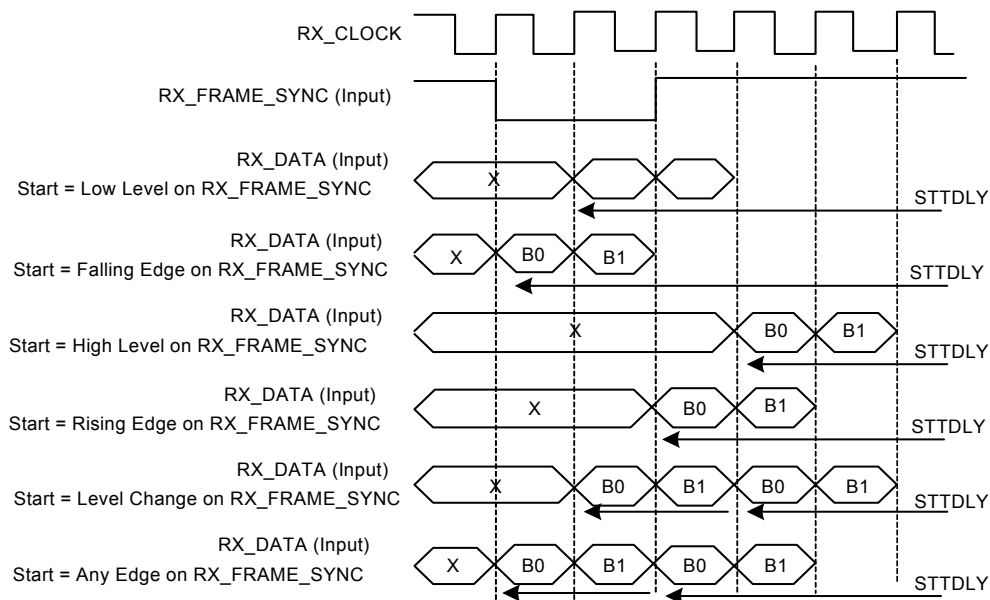 RX_CLOCK
RX_FRAME_SYNC (Input)
RX_DATA (Input)
Start = Low Level on RX_FRAME_SYNC
X
STTDLY
RX_DATA (Input)
Start = Falling Edge on RX_FRAME_SYNC
X B0 B1
STTDLY
RX_DATA (Input)
Start = High Level on RX_FRAME_SYNC
X B0 B1
STTDLY
RX_DATA (Input)
Start = Rising Edge on RX_FRAME_SYNC
X B0 B1
STTDLY
RX_DATA (Input)
Start = Level Change on RX_FRAME_SYNC
X B0 B1 B0 B1
STTDLY
RX_DATA (Input)
Start = Any Edge on RX_FRAME_SYNC
X B0 B1 B0 B1
STTDLY